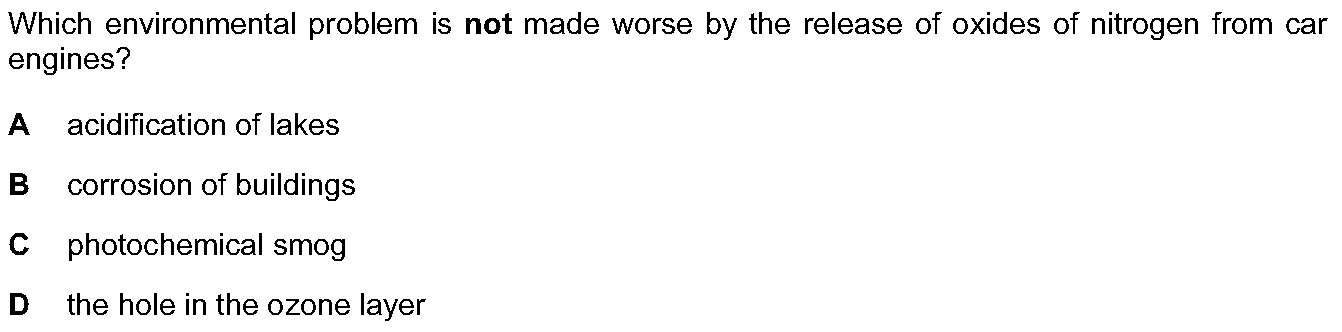 Which environmental problem is not made worse by the release of oxides of nitrogen from car
engines?
A acidification of lakes
B corrosion of buildings
C photochemical smog
D the hole in the ozone layer